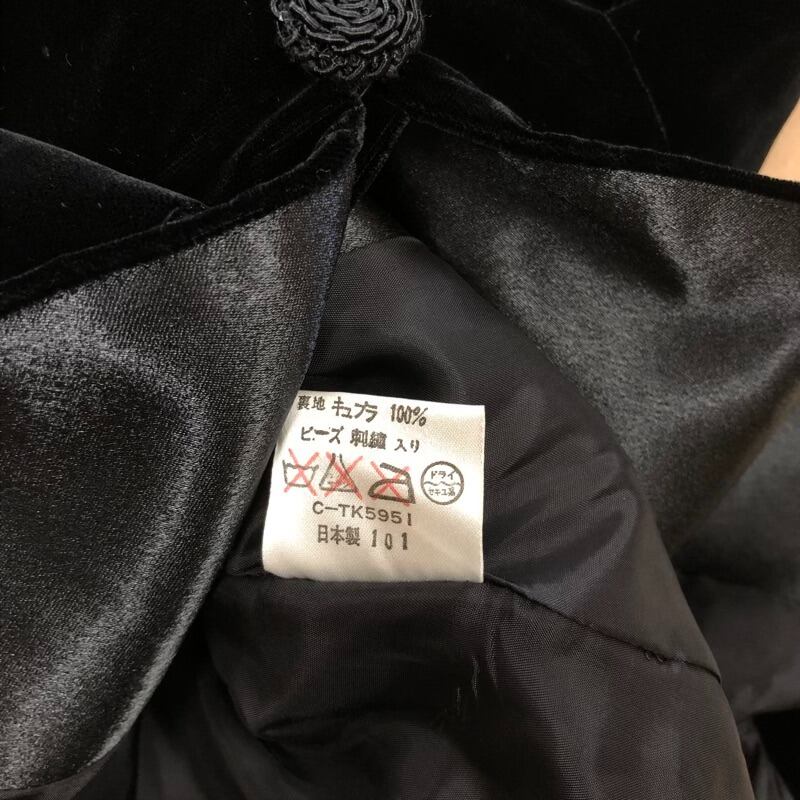 裏地 キュプラ 100%
ビーズ 刺繍 入り
ドライ
セキユ系
C-TK5951
日本製 101